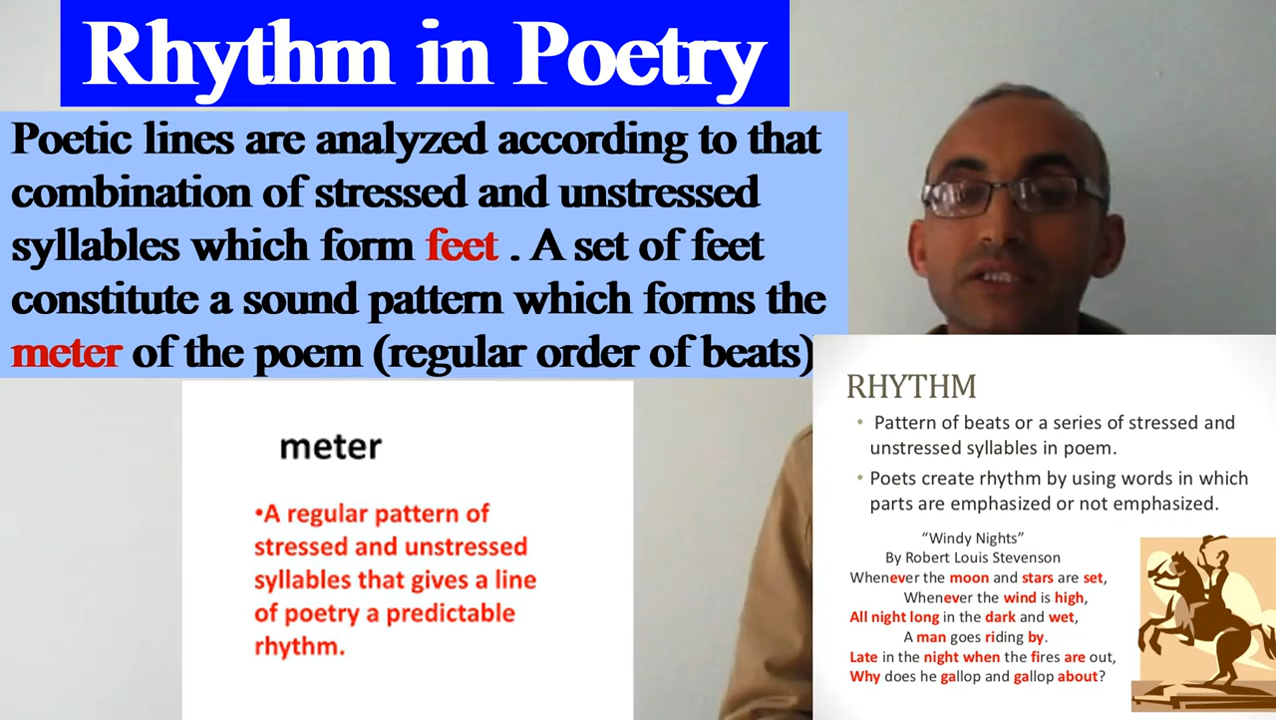 Rhythm in Poetry
Poetic lines are analyzed according to that
combination of stressed and unstressed
syllables which form feet . A set of feet
constitute a sound pattern which forms the
meter of the poem (regular order of beats)
meter
•A regular pattern of
stressed and unstressed
syllables that gives a line
of poetry a predictable
rhythm.
RHYTHM
• Pattern of beats or a series of stressed and
unstressed syllables in poem.
• Poets create rhythm by using words in which
parts are emphasized or not emphasized.
“Windy Nights”
By Robert Louis Stevenson
Whenever the moon and stars are set,
Whenever the wind is high,
All night long in the dark and wet,
A man goes riding by.
Late in the night when the fires are out,
Why does he gallop and gallop about?